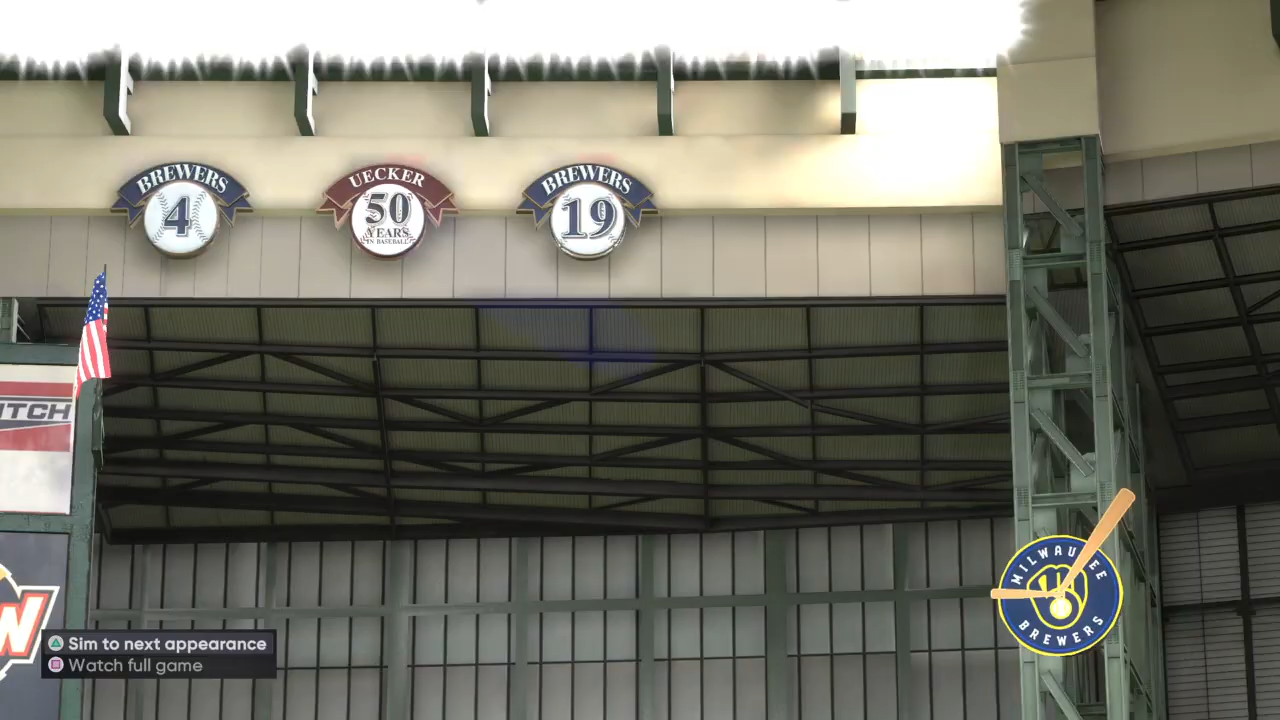 BREWERS
4
UECKER
50
YEARS
IN BASEBALL
BREWERS
19
ITCH
W
MILWAUKEE
BREWERS
Sim to next appearance
Watch full game